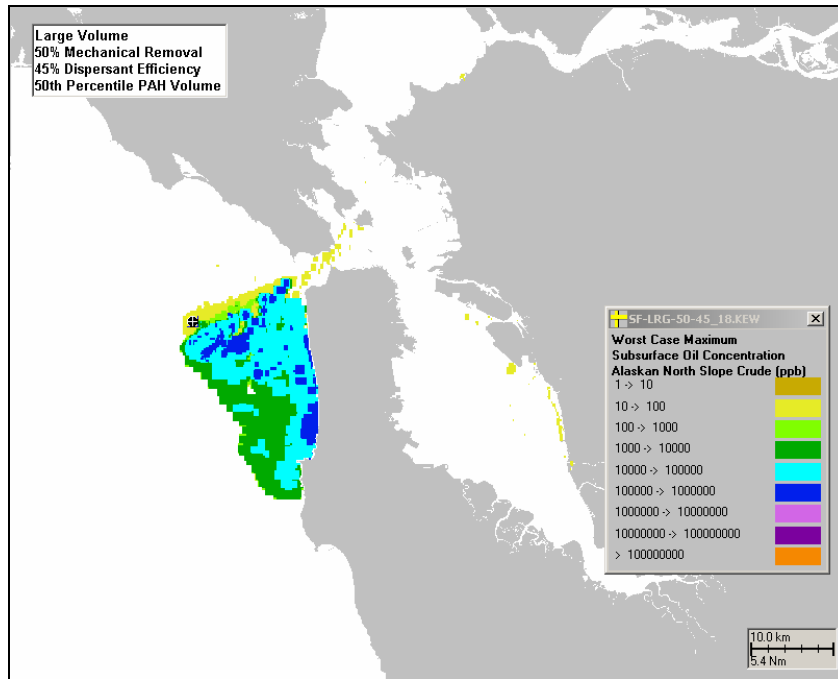 Large Volume
50% Mechanical Removal
45% Dispersant Efficiency
50th Percentile PAH Volume
SF-LRG-50-45_18.KEW
Worst Case Maximum
Subsurface Oil Concentration
Alaskan North Slope Crude (ppb)
1 -> 10
10 -> 100
100 -> 1000
1000 -> 10000
10000 -> 100000
100000 -> 1000000
1000000 -> 10000000
10000000 -> 100000000
> 100000000
10.0 km
5.4 Nm